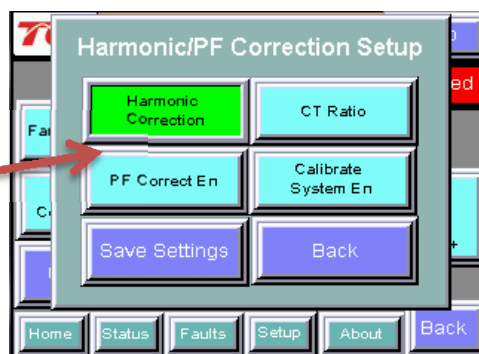 Harmonic/PF Correction Setup
ed
Harmonic
Correction
CT Ratio
PF Correct En
Calibrate
System En
Save Settings
Back
Home
Status
Faults
Setup
About
Back